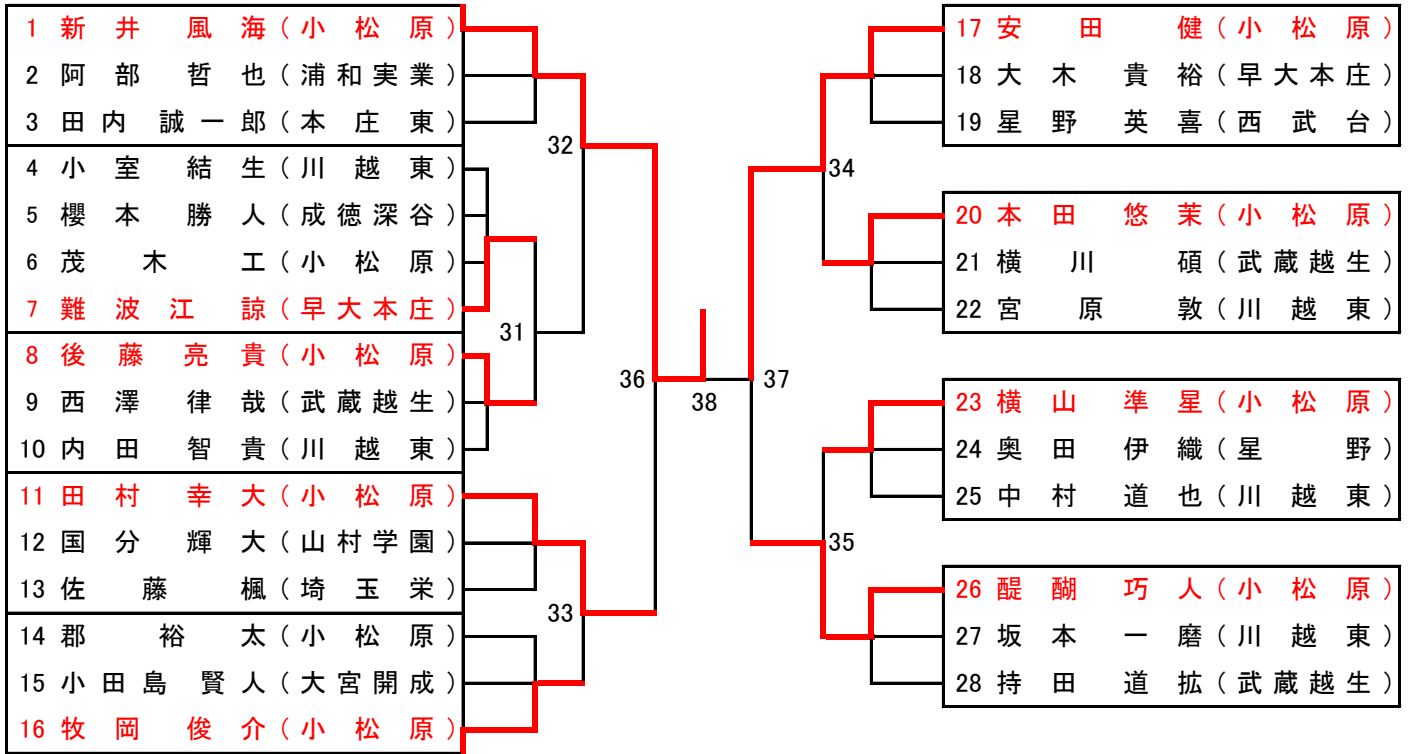 1 新井風海(小松原)
2 阿部哲也(浦和実業)
3 田内誠一郎(本庄東)
4 小室結生(川越東)
5 櫻本勝人(成徳深谷)
6 茂木工(小松原)
7 難波江諒(早大本庄)
8 後藤亮貴(小松原)
9 西澤律哉(武蔵越生)
10 内田智貴(川越東)
11 田村幸大(小松原)
12 国分輝大(山村学園)
13 佐藤楓(埼玉栄)
14 郡裕太(小松原)
15 小田島賢人(大宮開成)
16 牧岡俊介(小松原)
32
31
33
36
38
37
34
35
17 安田健(小松原)
18 大木貴裕(早大本庄)
19 星野英喜(西武台)
20 本田悠茉(小松原)
21 横川碩(武蔵越生)
22 宮原敦(川越東)
23 横山準星(小松原)
24 奥田伊織(星野)
25 中村道也(川越東)
26 醍醐巧人(小松原)
27 坂本一磨(川越東)
28 持田道拡(武蔵越生)